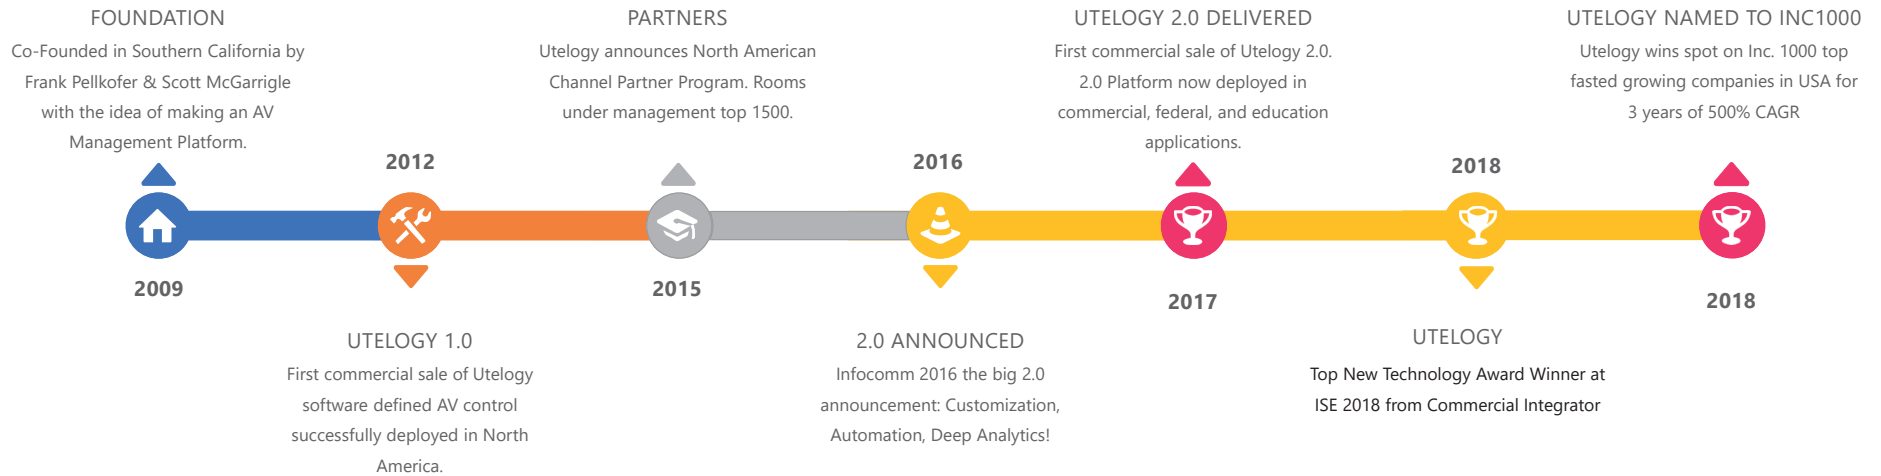 FOUNDATION
Co-Founded in Southern California by
Frank Pellkofer & Scott McGarrigle
with the idea of making an AV
Management Platform.
2009
2012
UTELOGY 1.0
First commercial sale of Utelogy
software defined AV control
successfully deployed in North
America.
PARTNERS
Utelogy announces North American
Channel Partner Program. Rooms
under management top 1500.
2015
2016
2.0 ANNOUNCED
Infocomm 2016 the big 2.0
announcement: Customization,
Automation, Deep Analytics!
UTELOGY 2.0 DELIVERED
First commercial sale of Utelogy 2.0.
2.0 Platform now deployed in
commercial, federal, and education
applications.
2017
2018
UTELOGY
Top New Technology Award Winner at
ISE 2018 from Commercial Integrator
UTELOGY NAMED TO INC1000
Utelogy wins spot on Inc. 1000 top
fasted growing companies in USA for
3 years of 500% CAGR
2018